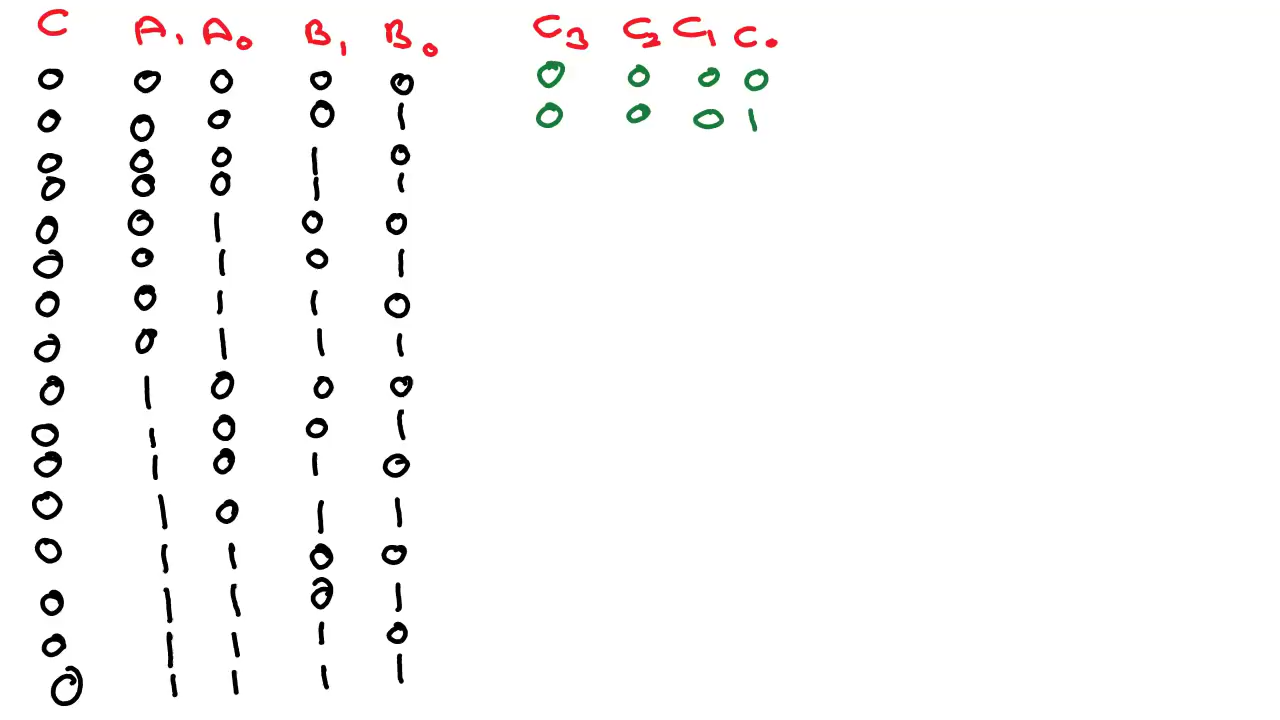 C A1 A0 B1 B0 C3 C2 C1 C0
0 0 0 0 0 0 0 0 0
0 0 0 0 1 0 0 0 1
0 0 0 1 0
0 0 0 1 1
0 0 1 0 0
0 0 1 0 1
0 0 1 1 0
0 0 1 1 1
0 1 0 0 0
0 1 0 0 1
0 1 0 1 0
0 1 0 1 1
0 1 1 0 0
0 1 1 0 1
0 1 1 1 0
0 1 1 1 1